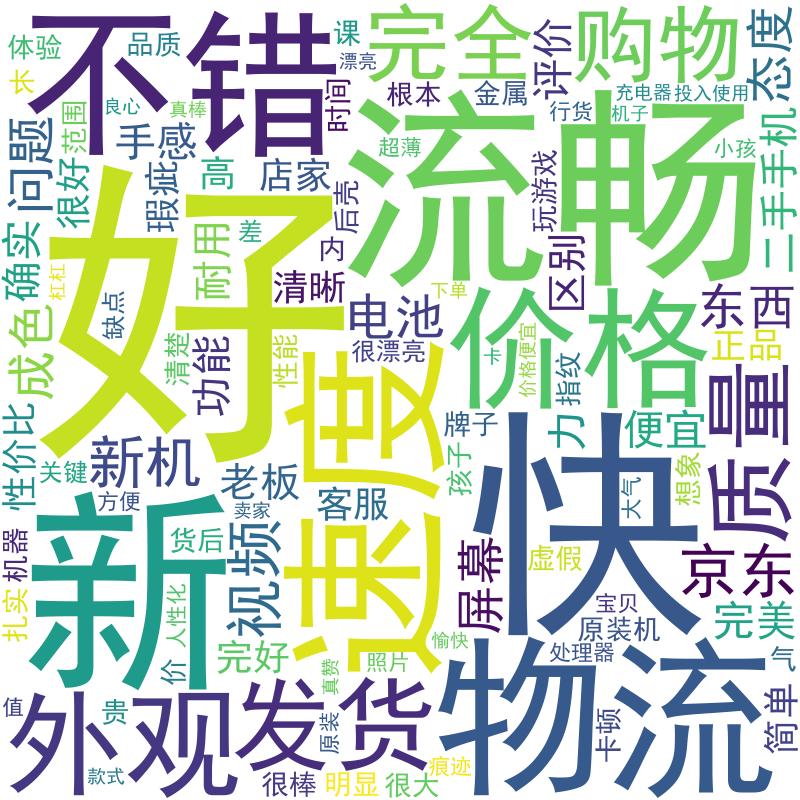 不错
完全
购物
态度
体验
品质
课
漂亮
评价
长
良心
真棒
时间
根本
金属
行货
充电器
投入使用
机子
范围
手感
问题
超薄
小孩
很好
瑕疵
高
店家
流畅
玩游戏
二手手机
好
后壳
区别
确实
耐用
差
清晰
杠杠
下单
缺点
电池
价格
东西
成色
清楚
功能
性能
很漂亮
卡
价格便宜
指纹
正品
速度
质量
性价比
牌子
力
便宜
新机
老板
关键
孩子
快
想象
方便
卖家
客服
大气
新
货后
视频
机器
扎实
屏幕
虚假
京东
人性化
宝贝
原装机
完美
价
完好
照片
愉快
处理器
气
真赞
物流
值
贵
外观
发货
原装
卡顿
简单
款式
很棒
明显
很大
痕迹